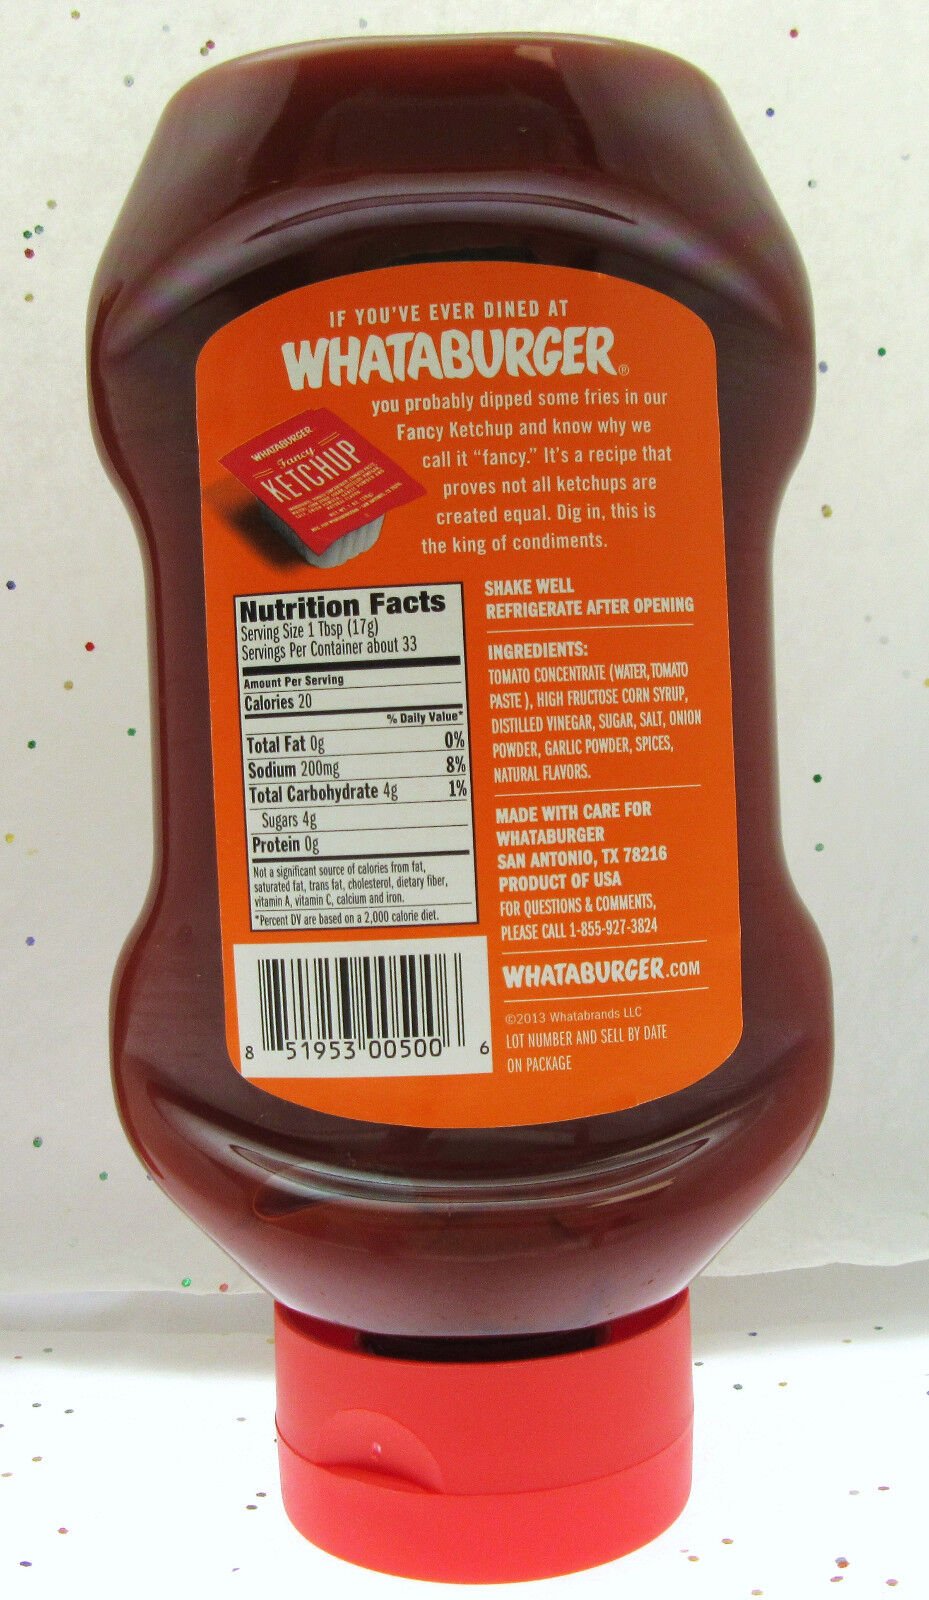 IF YOU'VE EVER DINED AT
WHATABURGER®
you probably dipped some fries in our
Fancy Ketchup and know why we
call it "fancy." It's a recipe that
proves not all ketchups are
created equal. Dig in, this is
the king of condiments.
WHATABURGER
Fancy
KETCHUP
Nutrition Facts
Serving Size 1 Tbsp (17g)
Servings Per Container about 33
Amount Per Serving
Calories 20
% Daily Value*
Total Fat 0g 0%
Sodium 200mg 8%
Total Carbohydrate 4g 1%
Sugars 4g
Protein 0g
Not a significant source of calories from fat,
saturated fat, trans fat, cholesterol, dietary fiber,
vitamin A, vitamin C, calcium and iron.
*Percent DV are based on a 2,000 calorie diet.
8 51953 00500 6
SHAKE WELL
REFRIGERATE AFTER OPENING
INGREDIENTS:
TOMATO CONCENTRATE (WATER, TOMATO
PASTE ), HIGH FRUCTOSE CORN SYRUP,
DISTILLED VINEGAR, SUGAR, SALT, ONION
POWDER, GARLIC POWDER, SPICES,
NATURAL FLAVORS.
MADE WITH CARE FOR
WHATABURGER
SAN ANTONIO, TX 78216
PRODUCT OF USA
FOR QUESTIONS & COMMENTS,
PLEASE CALL 1-855-927-3824
WHATABURGER.COM
©2013 Whatabrands LLC
LOT NUMBER AND SELL BY DATE
ON PACKAGE